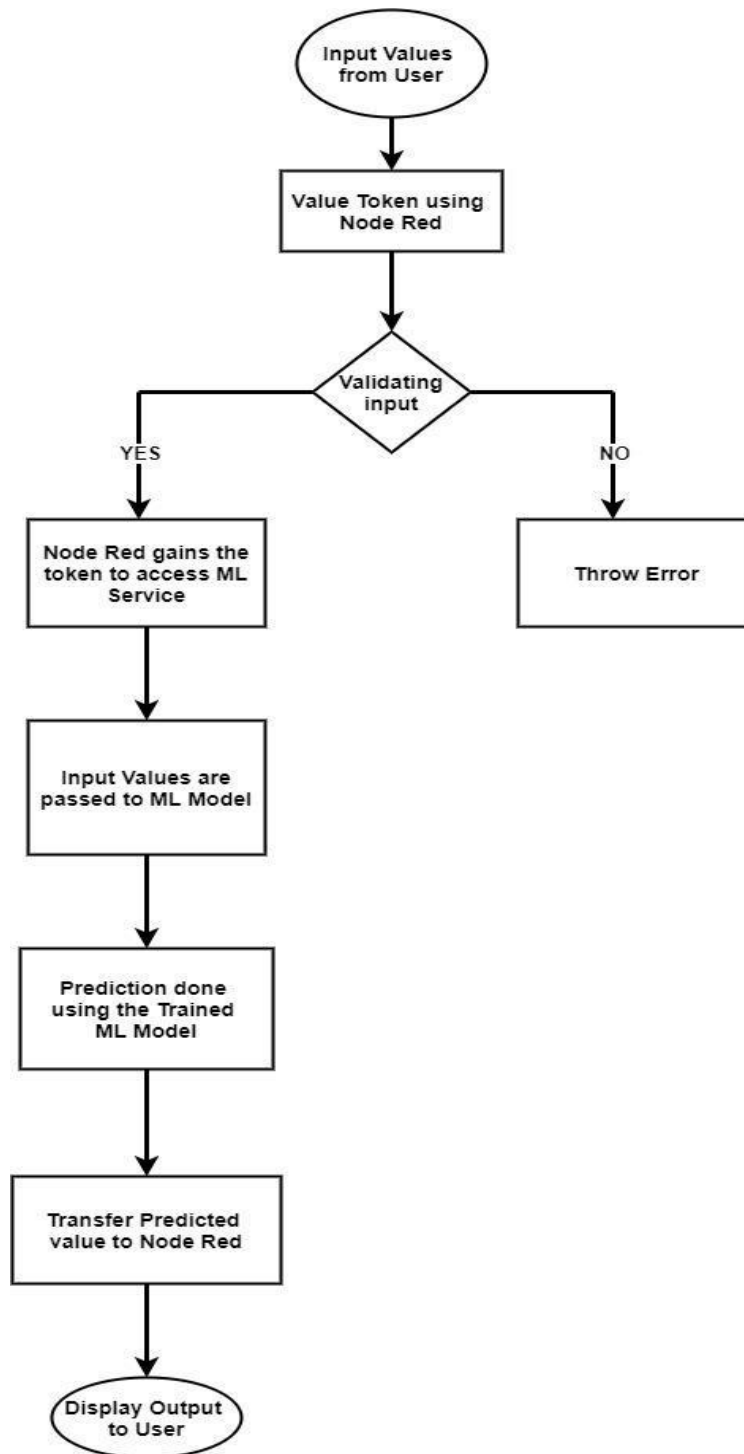 Input Values
from User
Value Token using
Node Red
Validating
input
YES
NO
Node Red gains the
token to access ML
Service
Throw Error
Input Values are
passed to ML Model
Prediction done
using the Trained
ML Model
Transfer Predicted
value to Node Red
Display Output
to User